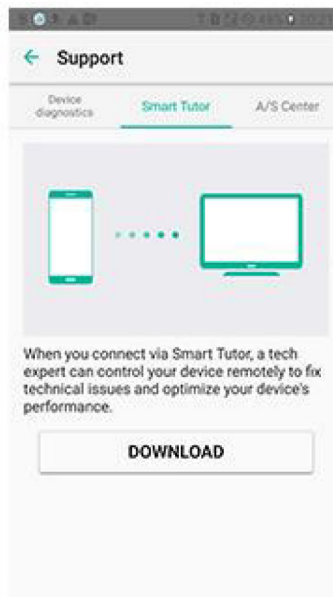 Support
Device
diagnostics
Smart Tutor
A/S Center
When you connect via Smart Tutor, a tech
expert can control your device remotely to fix
technical issues and optimize your device's
performance.
DOWNLOAD